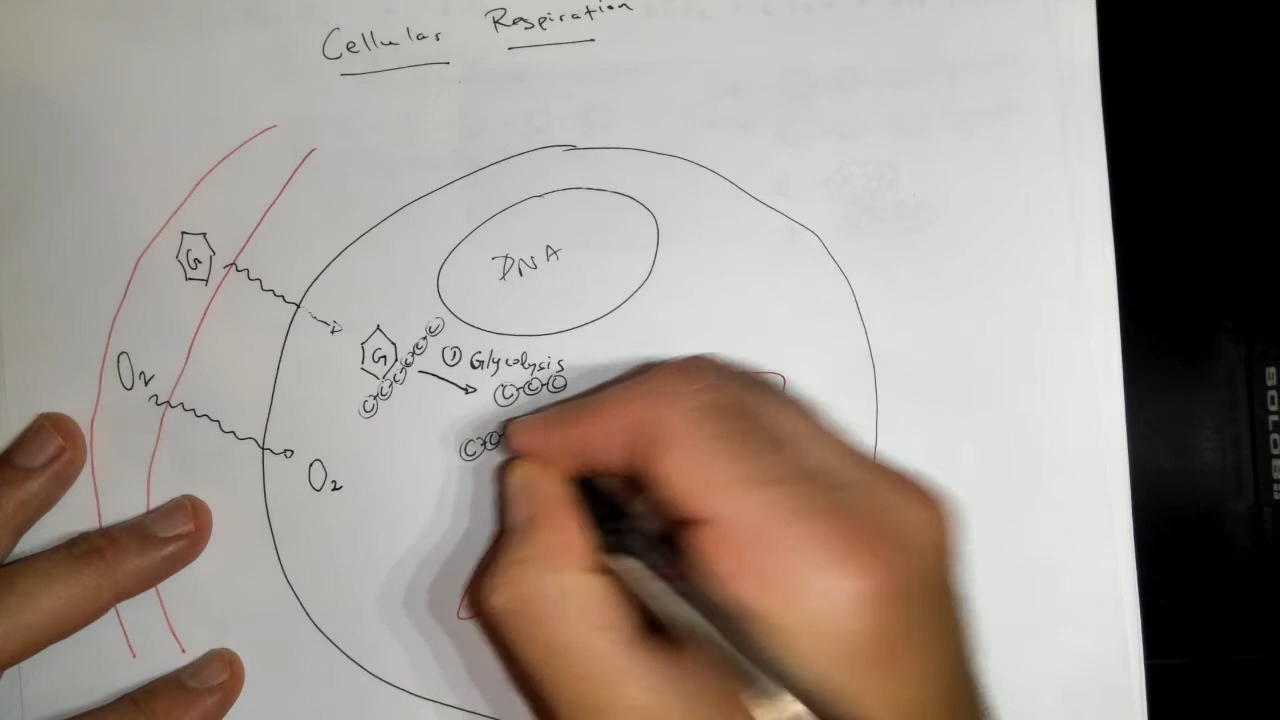 Cellular Respiration
G
DNA
G
C C C C C C
① Glycolysis
O₂
C C C
C C
O₂